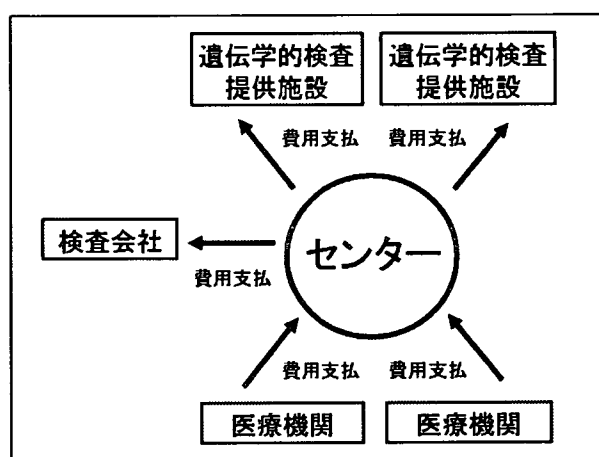 遺伝学的検査
提供施設
遺伝学的検査
提供施設
費用支払
費用支払
検査会社
センター
費用支払
費用支払
費用支払
医療機関
医療機関